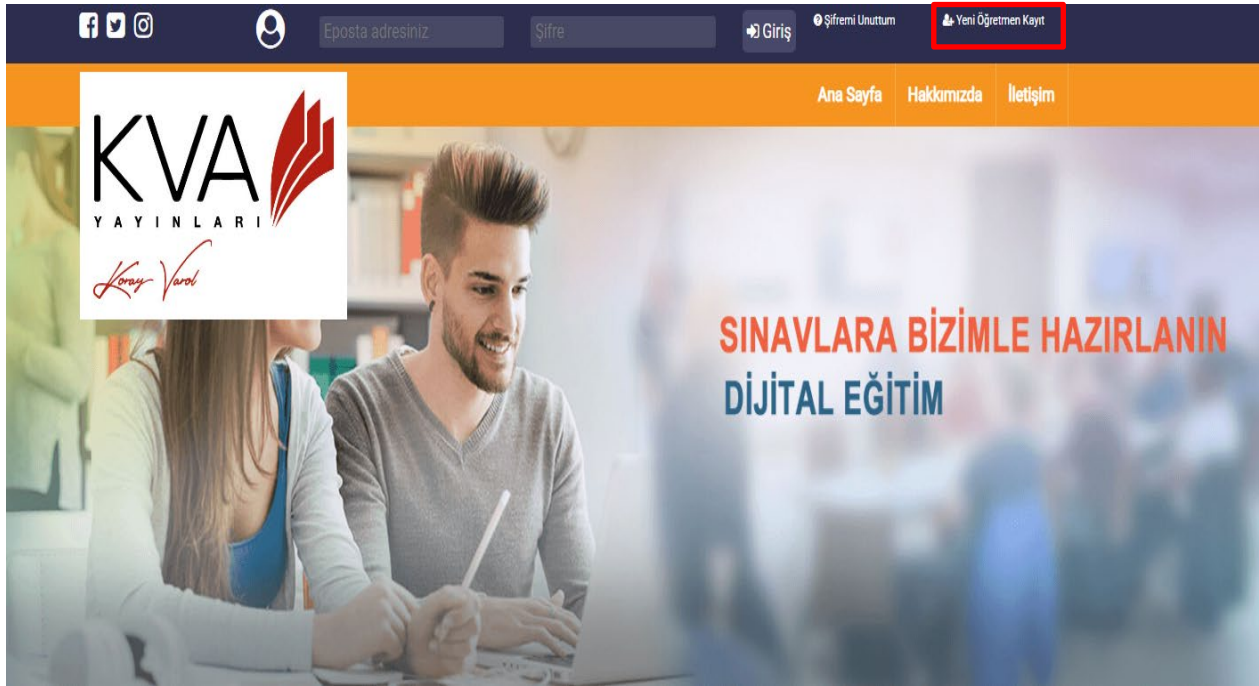 Eposta adresiniz
Şifre
Giriş
Şifremi Unuttum
Yeni Öğretmen Kayıt
Ana Sayfa
Hakkımızda
İletişim
KVA
YAYINLARI
Koray Varol
SINAVLARA BİZİMLE HAZIRLANIN
DİJİTAL EĞİTİM